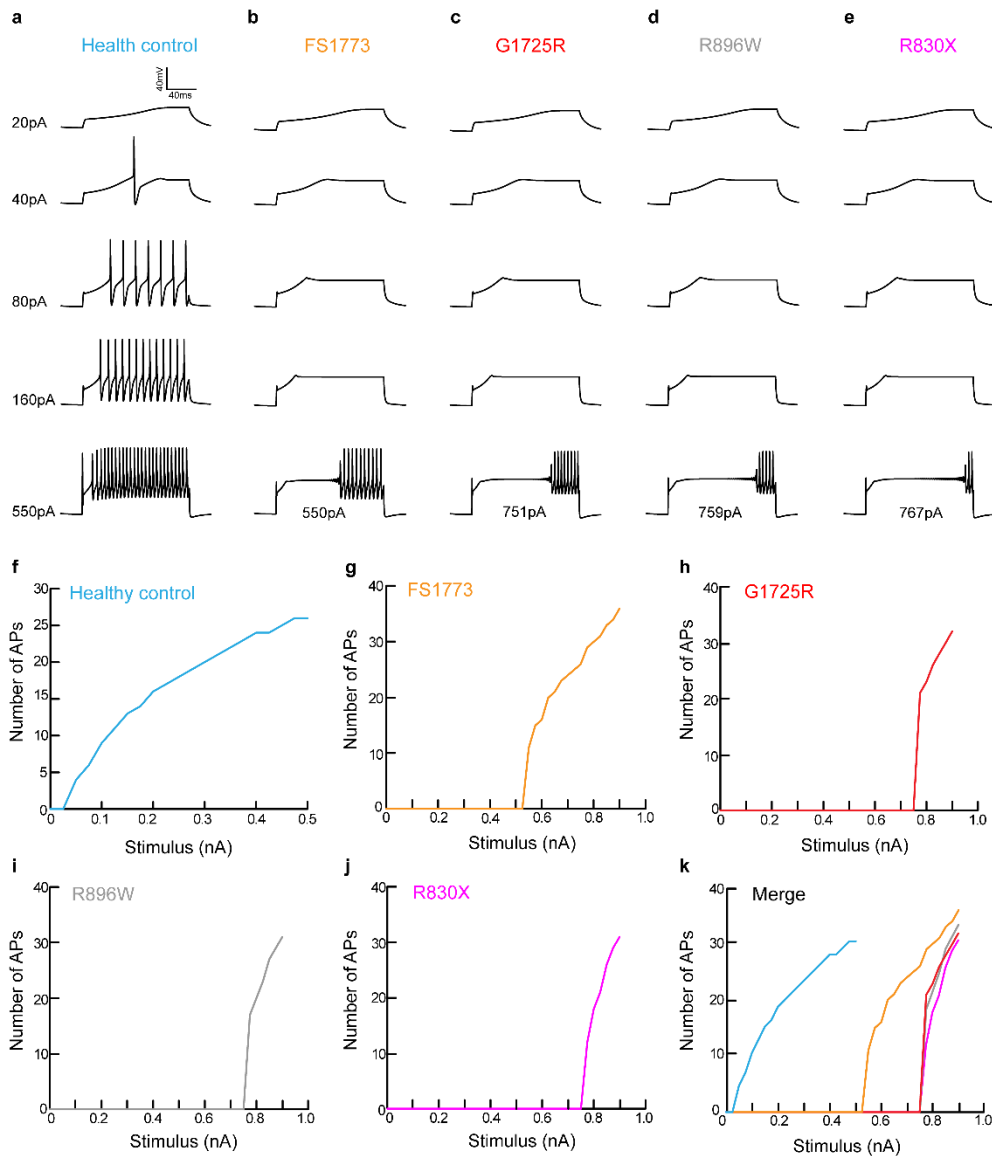 a
b
c
d
e
Health control
FS1773
G1725R
R896W
R830X
40mV
40ms
20pA
40pA
80pA
160pA
550pA
550pA
751pA
759pA
767pA
f
Healthy control
Number of APs
30
25
20
15
10
5
0
0
0.1
0.2
0.3
0.4
0.5
Stimulus (nA)
g
FS1773
Number of APs
40
30
20
10
0
0
0.2
0.4
0.6
0.8
1.0
Stimulus (nA)
h
G1725R
Number of APs
40
30
20
10
0
0
0.2
0.4
0.6
0.8
1.0
Stimulus (nA)
i
R896W
Number of APs
40
30
20
10
0
0
0.2
0.4
0.6
0.8
1.0
Stimulus (nA)
j
R830X
Number of APs
40
30
20
10
0
0
0.2
0.4
0.6
0.8
1.0
Stimulus (nA)
k
Merge
Number of APs
40
30
20
10
0
0
0.2
0.4
0.6
0.8
1.0
Stimulus (nA)